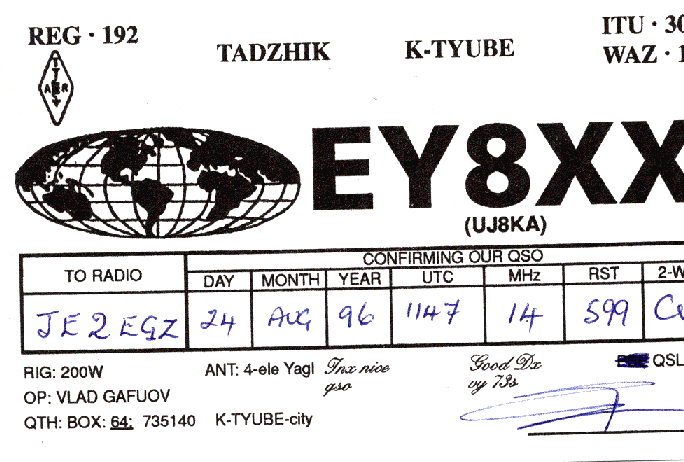 REG · 192
ITU · 30
TADZHIK K-TYUBE
WAZ · 1
A R
EY8XX
(UJ8KA)
CONFIRMING OUR QSO
TO RADIO DAY MONTH YEAR UTC MHz RST 2-W
JE2EGZ 24 AUG 96 1147 14 599 CW
RIG: 200W ANT: 4-ele Yagi Tnx nice qso Good Dx vy 73s QSL
OP: VLAD GAFUOV
QTH: BOX: 64: 735140 K-TYUBE-city